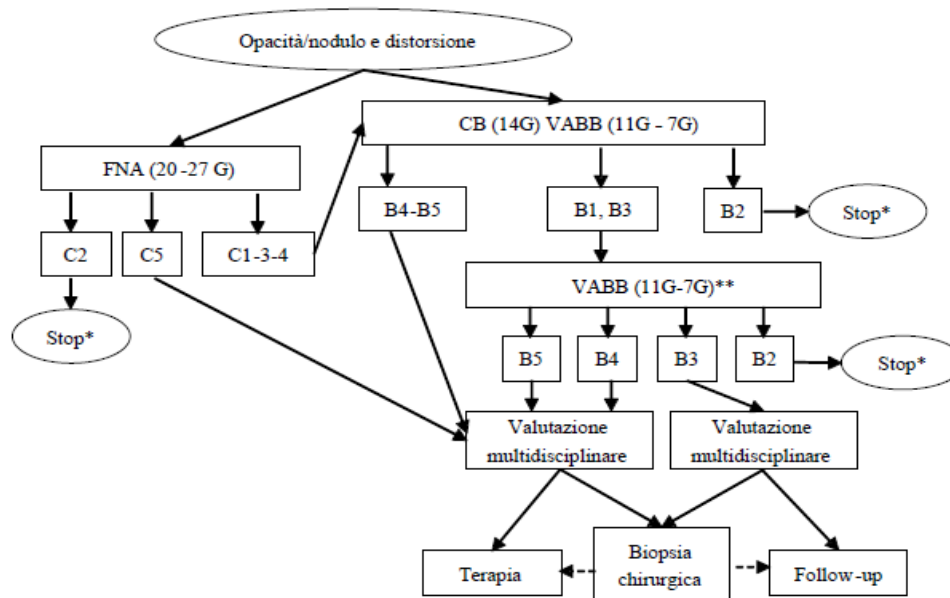 Opacità/nodulo e distorsione
CB (14G) VABB (11G - 7G)
FNA (20 -27 G)
B4-B5
B1, B3
B2
Stop*
C2
C5
C1-3-4
VABB (11G-7G)**
Stop*
B5
B4
B3
B2
Stop*
Valutazione
multidisciplinare
Valutazione
multidisciplinare
Terapia
Biopsia
chirurgica
Follow-up